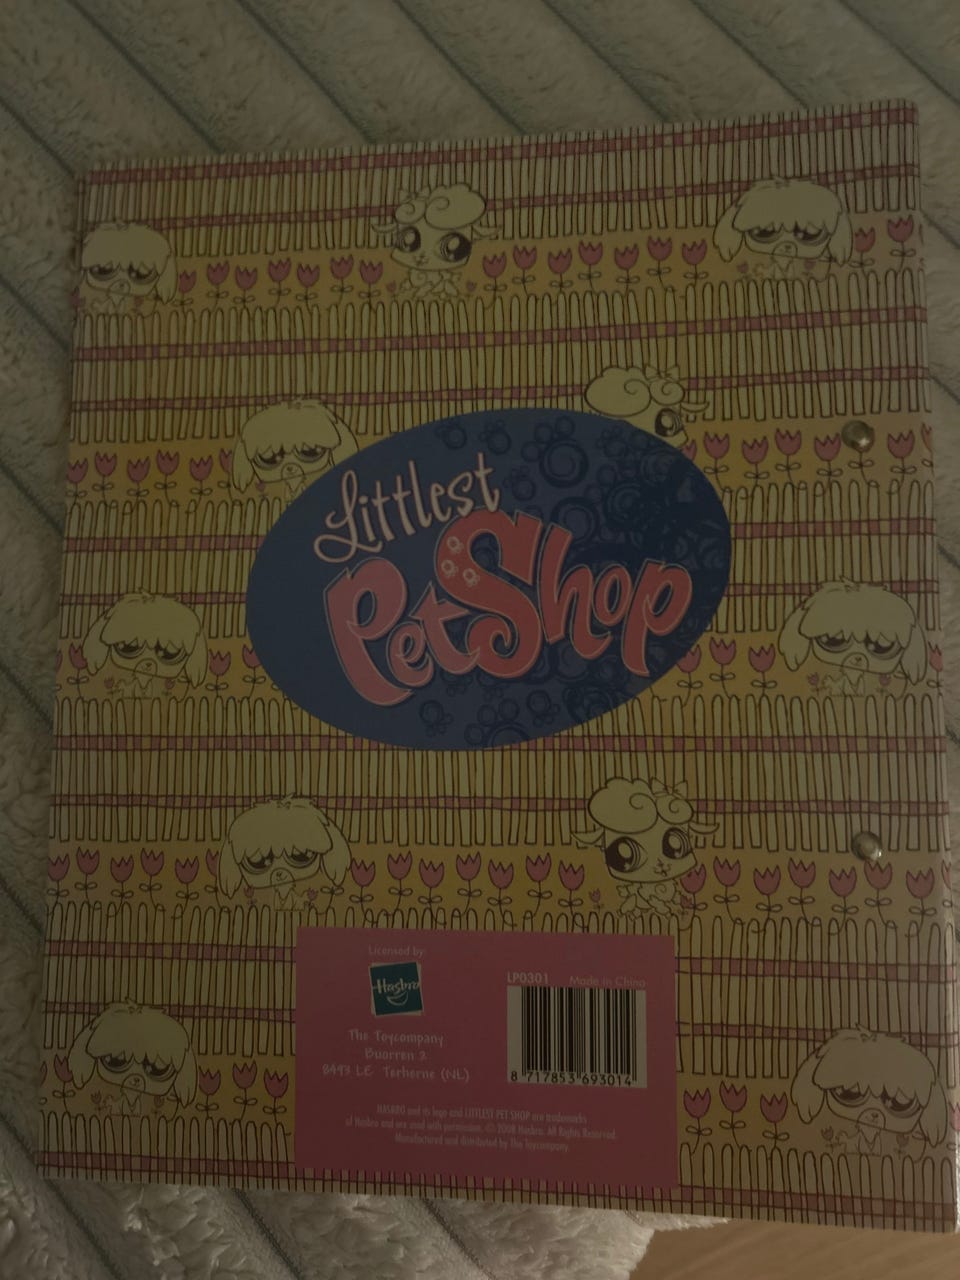 Littlest
PetShop
Licensed by:
Hasbro
The Toycompany
Buorren 2
8493 LE Terherne (NL)
LP0301 Made in China
8 717853 693014
HASBRO and its logo and LITTLEST PET SHOP are trademarks
of Hasbro and are used with permission. © 2008 Hasbro. All Rights Reserved.
Manufactured and distributed by The Toycompany.